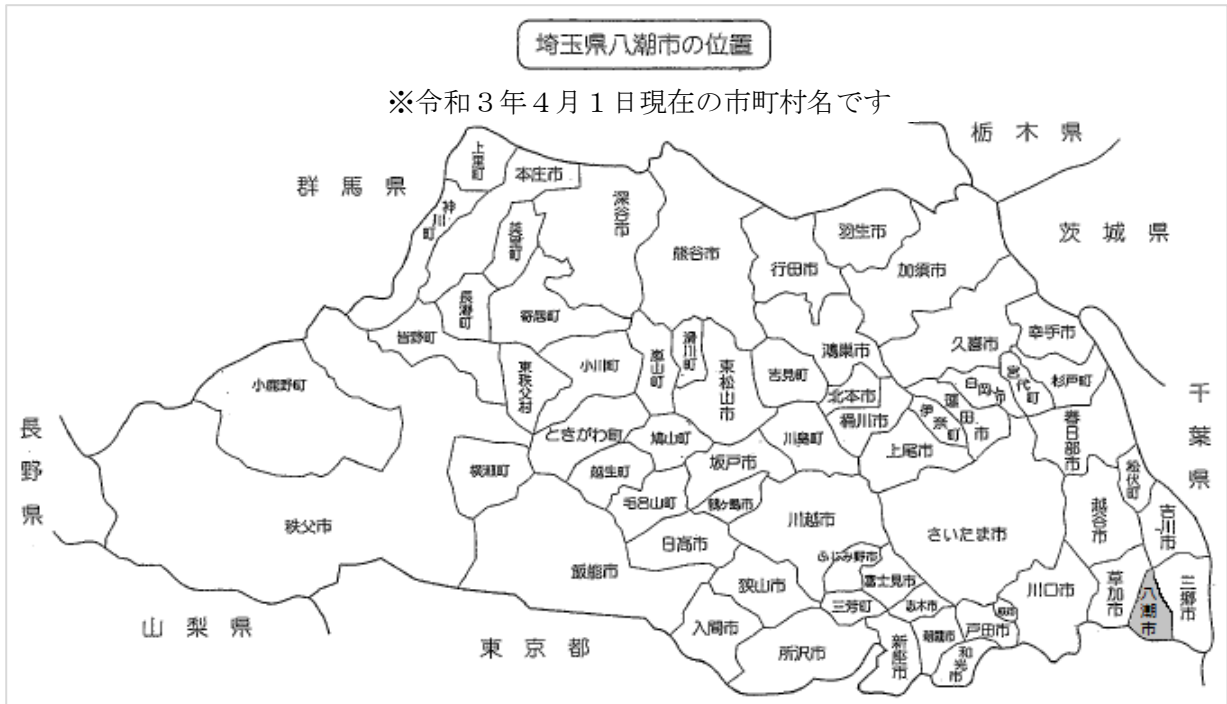 埼玉県八潮市の位置
※令和３年４月１日現在の市町村名です
栃木県
群馬県
茨城県
千葉県
長野県
山梨県
東京都
上里町
本庄市
神川町
美里町
深谷市
熊谷市
行田市
羽生市
加須市
長瀞町
皆野町
寄居町
小鹿野町
東秩父村
小川町
嵐山町
滑川町
東松山市
吉見町
鴻巣市
北本市
桶川市
久喜市
幸手市
宮代町
白岡市
杉戸町
蓮田市
伊奈町
上尾市
春日部市
ときがわ町
鳩山町
川島町
横瀬町
越生町
坂戸市
毛呂山町
鶴ヶ島市
松伏町
越谷市
吉川市
秩父市
飯能市
日高市
川越市
さいたま市
ふじみ野市
富士見市
狭山市
三芳町
志木市
川口市
草加市
八潮市
三郷市
入間市
所沢市
新座市
朝霞市
戸田市
和光市